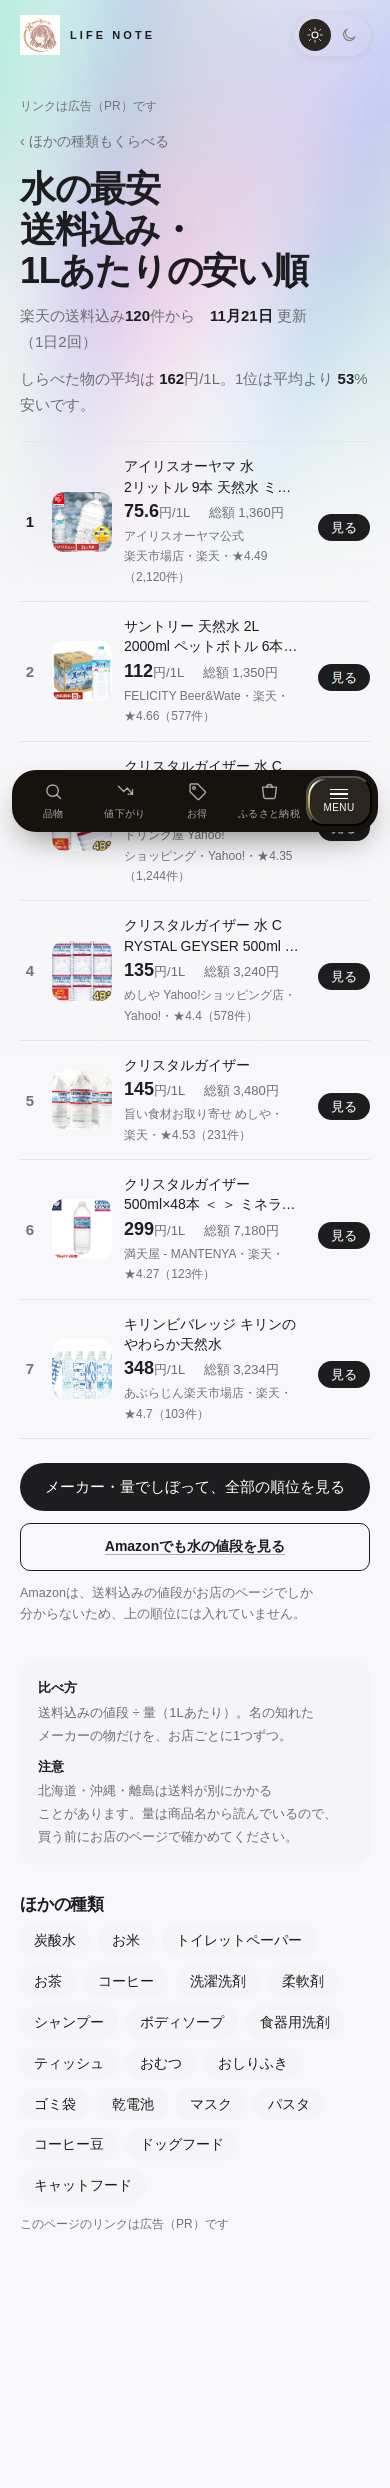 LIFE NOTE
リンクは広告（PR）です
‹ ほかの種類もくらべる
水の最安
送料込み・
1Lあたりの安い順
楽天の送料込み120件から　11月21日 更新
（1日2回）
しらべた物の平均は 162円/1L。1位は平均より 53%
安いです。
1
アイリスオーヤマ 水
2リットル 9本 天然水 ミ…
75.6円/1L 総額 1,360円
アイリスオーヤマ公式
楽天市場店・楽天・★4.49
（2,120件）
見る
2
サントリー 天然水 2L
2000ml ペットボトル 6本…
112円/1L 総額 1,350円
FELICITY Beer&Wate・楽天・
★4.66（577件）
見る
クリスタルガイザー 水 C
品物
値下がり
お得
ふるさと納税
MENU
ドリンク屋 Yahoo!
ショッピング・Yahoo!・★4.35
（1,244件）
4
クリスタルガイザー 水 C
RYSTAL GEYSER 500ml …
135円/1L 総額 3,240円
めしや Yahoo!ショッピング店・
Yahoo!・★4.4（578件）
見る
5
クリスタルガイザー
145円/1L 総額 3,480円
旨い食材お取り寄せ めしや・
楽天・★4.53（231件）
見る
6
クリスタルガイザー
500ml×48本 ＜ ＞ ミネラ…
299円/1L 総額 7,180円
満天屋 - MANTENYA・楽天・
★4.27（123件）
見る
7
キリンビバレッジ キリンの
やわらか天然水
348円/1L 総額 3,234円
あぶらじん楽天市場店・楽天・
★4.7（103件）
見る
メーカー・量でしぼって、全部の順位を見る
Amazonでも水の値段を見る
Amazonは、送料込みの値段がお店のページでしか
分からないため、上の順位には入れていません。
比べ方
送料込みの値段 ÷ 量（1Lあたり）。名の知れた
メーカーの物だけを、お店ごとに1つずつ。
注意
北海道・沖縄・離島は送料が別にかかる
ことがあります。量は商品名から読んでいるので、
買う前にお店のページで確かめてください。
ほかの種類
炭酸水 お米 トイレットペーパー
お茶 コーヒー 洗濯洗剤 柔軟剤
シャンプー ボディソープ 食器用洗剤
ティッシュ おむつ おしりふき
ゴミ袋 乾電池 マスク パスタ
コーヒー豆 ドッグフード
キャットフード
このページのリンクは広告（PR）です